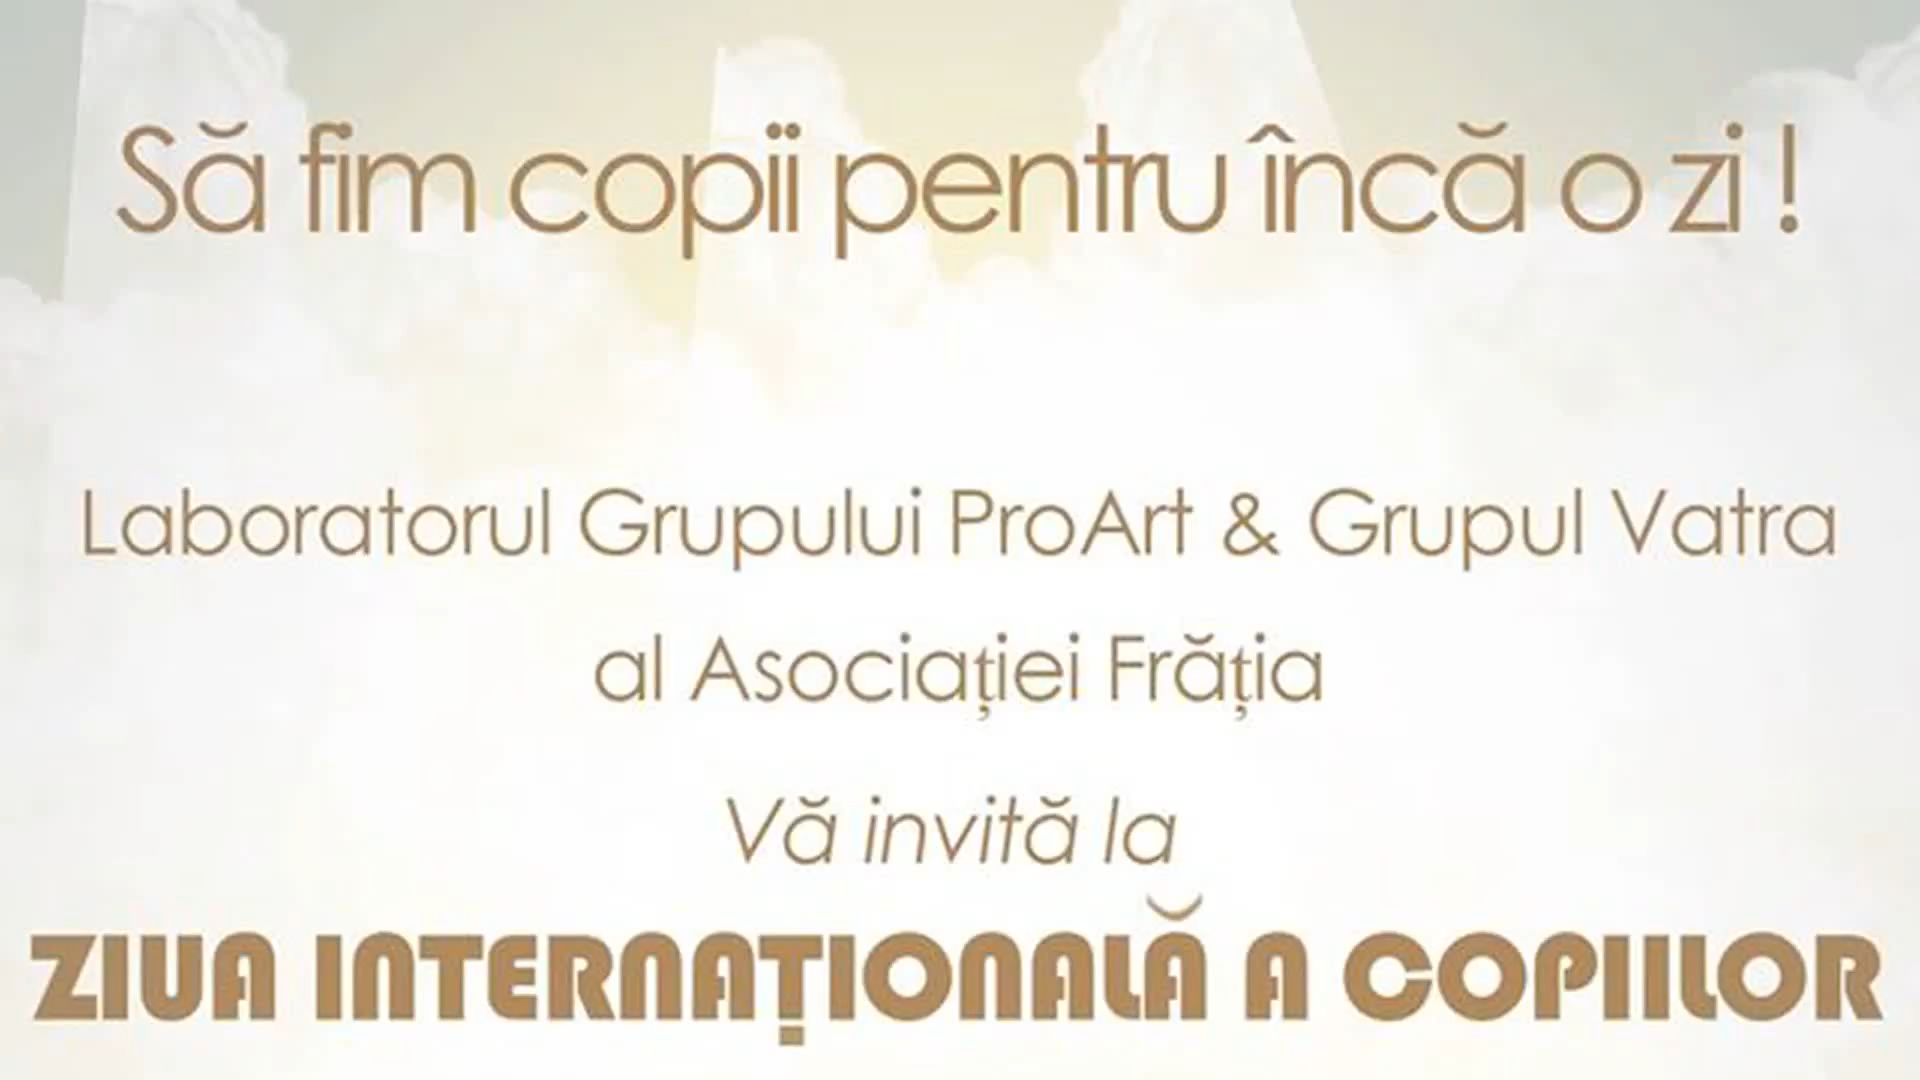 Să fim copii pentru încă o zi !
Laboratorul Grupului ProArt & Grupul Vatra
al Asociației Frăția
Vă invită la
ZIUA INTERNAȚIONALĂ A COPIILOR